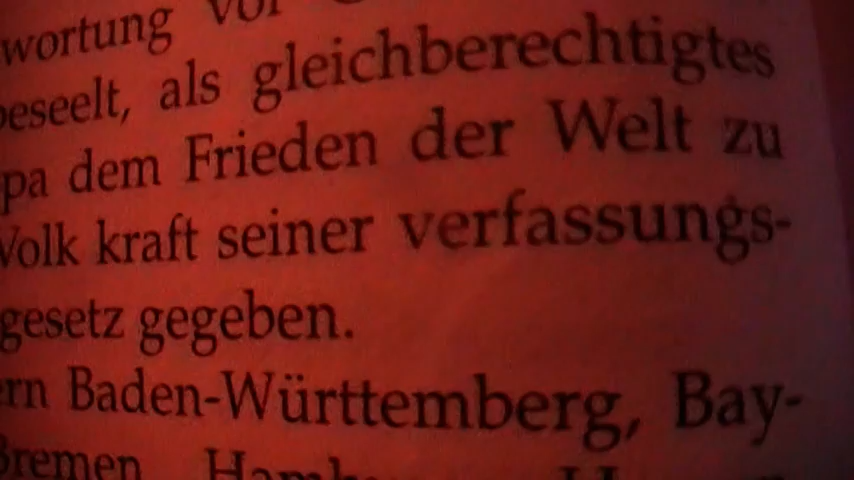 wortung vor
beseelt, als gleichberechtigtes
pa dem Frieden der Welt zu
Volk kraft seiner verfassungs-
gesetz gegeben.
ern Baden-Württemberg, Bay-
Bremen